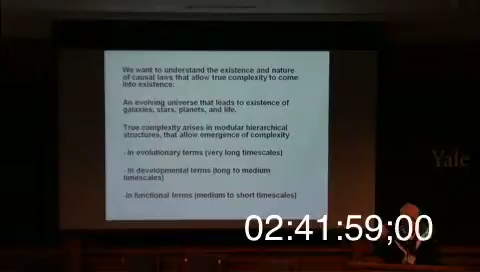 We want to understand the existence and nature
of causal laws that allow true complexity to come
into existence:
An evolving universe that leads to existence of
galaxies, stars, planets, and life.
True complexity arises in modular hierarchical
structures, that allow emergence of complexity
- In evolutionary terms (very long timescales)
- In developmental terms (long to medium
timescales)
-In functional terms (medium to short timescales)
Yale
02:41:59;00